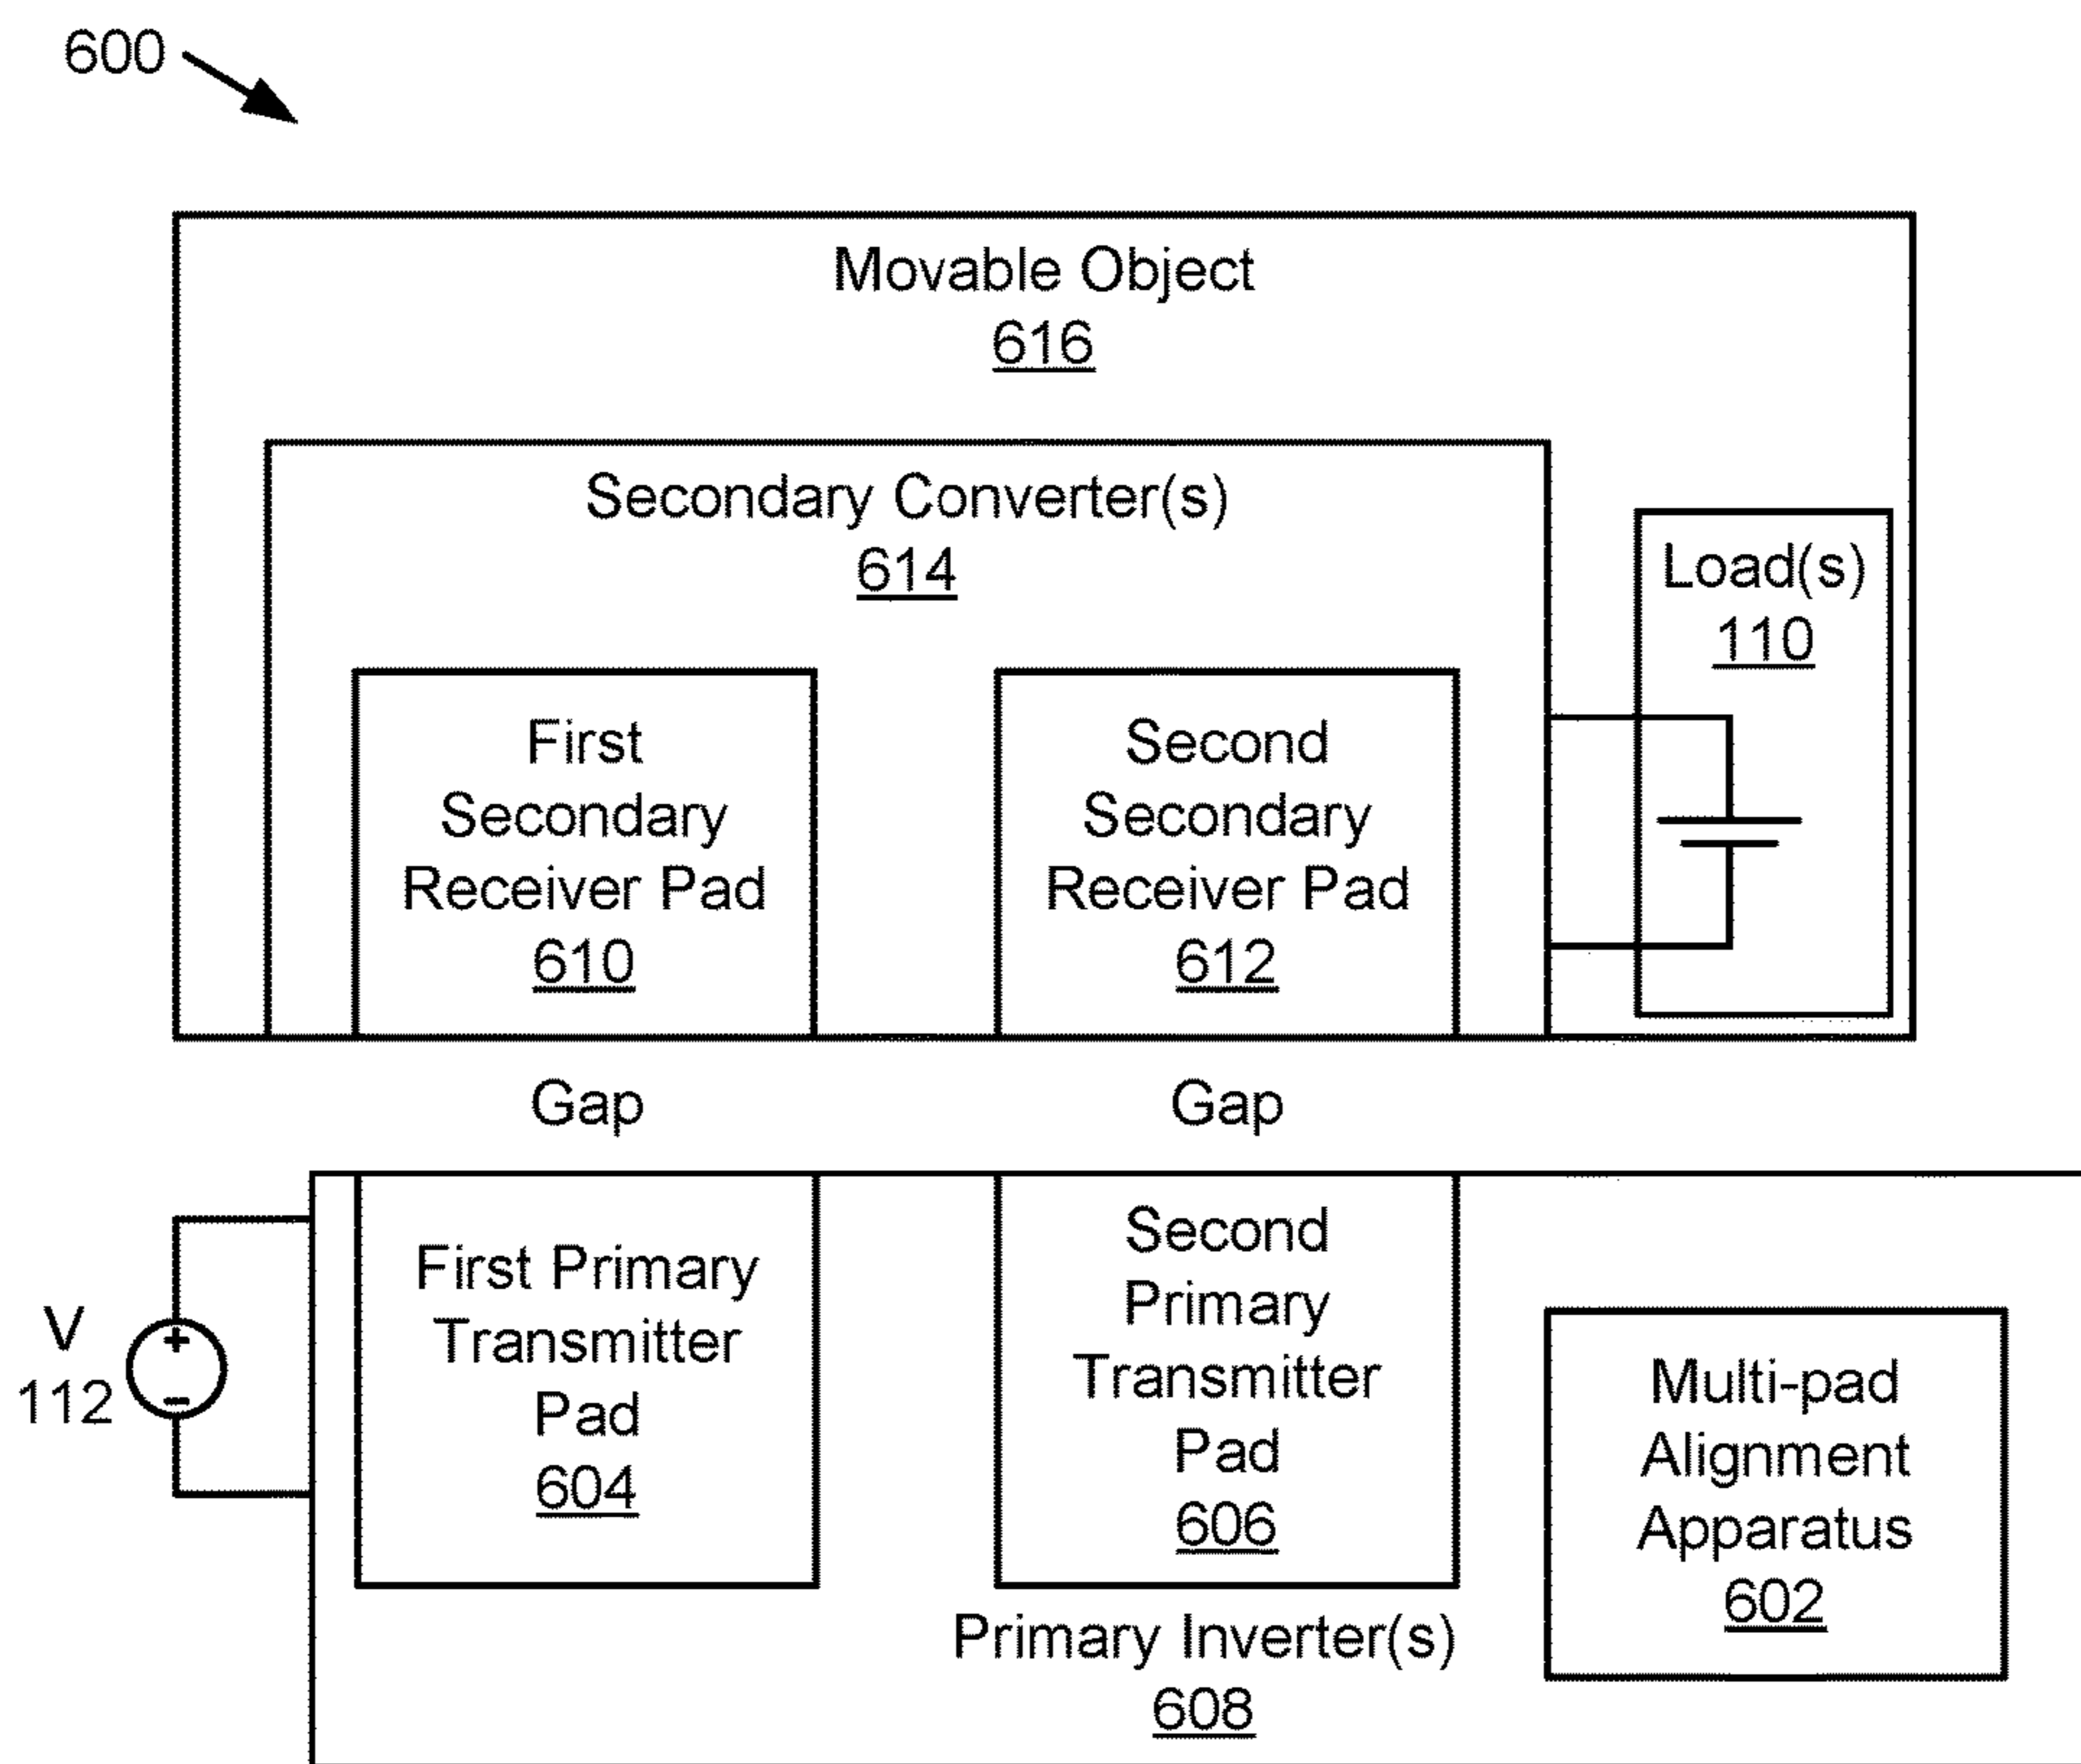 600
Movable Object
616
Secondary Converter(s)
614
Load(s)
110
First
Secondary
Receiver Pad
610
Second
Secondary
Receiver Pad
612
Gap
Gap
V
112
+
−
First Primary
Transmitter
Pad
604
Second
Primary
Transmitter
Pad
606
Multi-pad
Alignment
Apparatus
602
Primary Inverter(s)
608